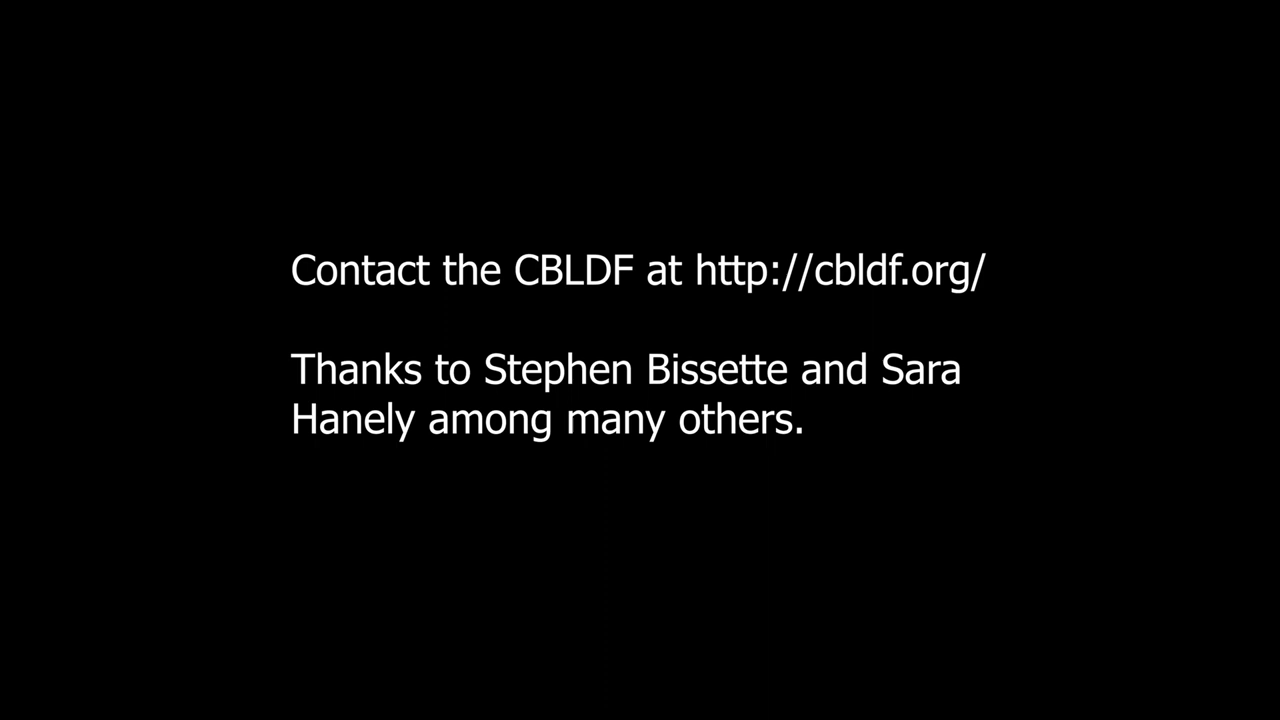 Contact the CBLDF at http://cbldf.org/
Thanks to Stephen Bissette and Sara
Hanely among many others.